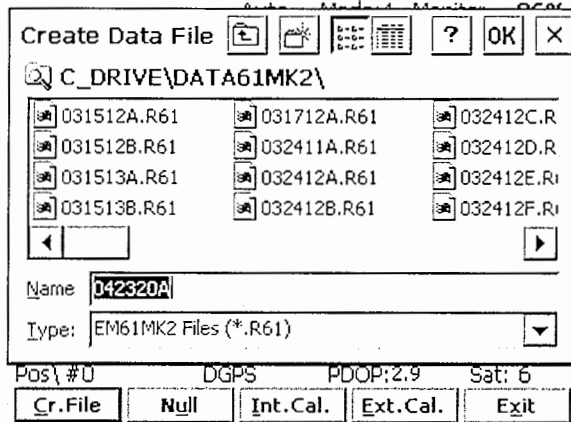 Create Data File ? OK ×
C_DRIVE\DATA61MK2\
031512A.R61 031712A.R61 032412C.R
031512B.R61 032411A.R61 032412D.R
031513A.R61 032412A.R61 032412E.R
031513B.R61 032412B.R61 032412F.R
Name 042320A
Type: EM61MK2 Files (*.R61)
Pos\ #0 DGPS PDOP:2.9 Sat: 6
Cr.File Null Int.Cal. Ext.Cal. Exit